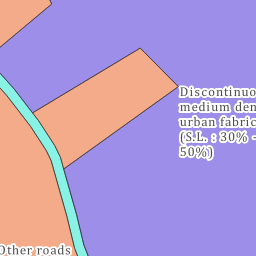 Discontinuo
medium den
urban fabric
(S.L. : 30% -
50%)
Other roads